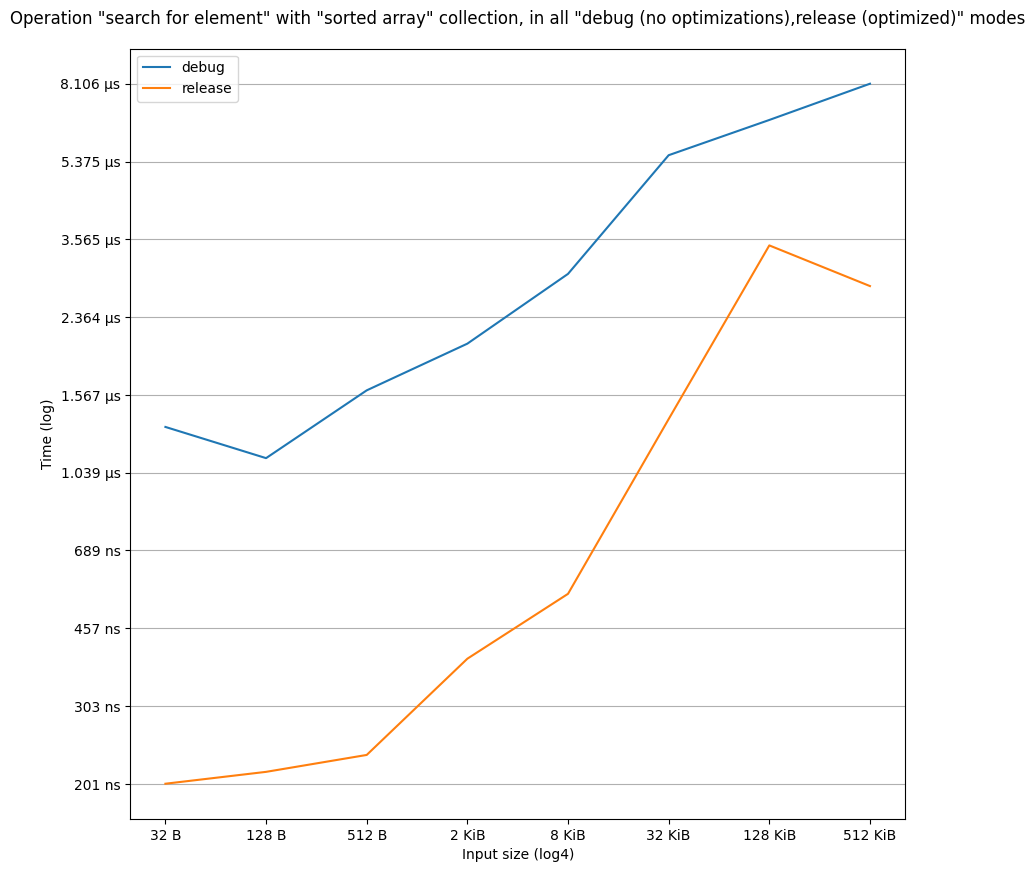 Operation "search for element" with "sorted array" collection, in all "debug (no optimizations),release (optimized)" modes
debug
release
8.106 µs
5.375 µs
3.565 µs
2.364 µs
1.567 µs
1.039 µs
689 ns
457 ns
303 ns
201 ns
Time (log)
32 B
128 B
512 B
2 KiB
8 KiB
32 KiB
128 KiB
512 KiB
Input size (log4)